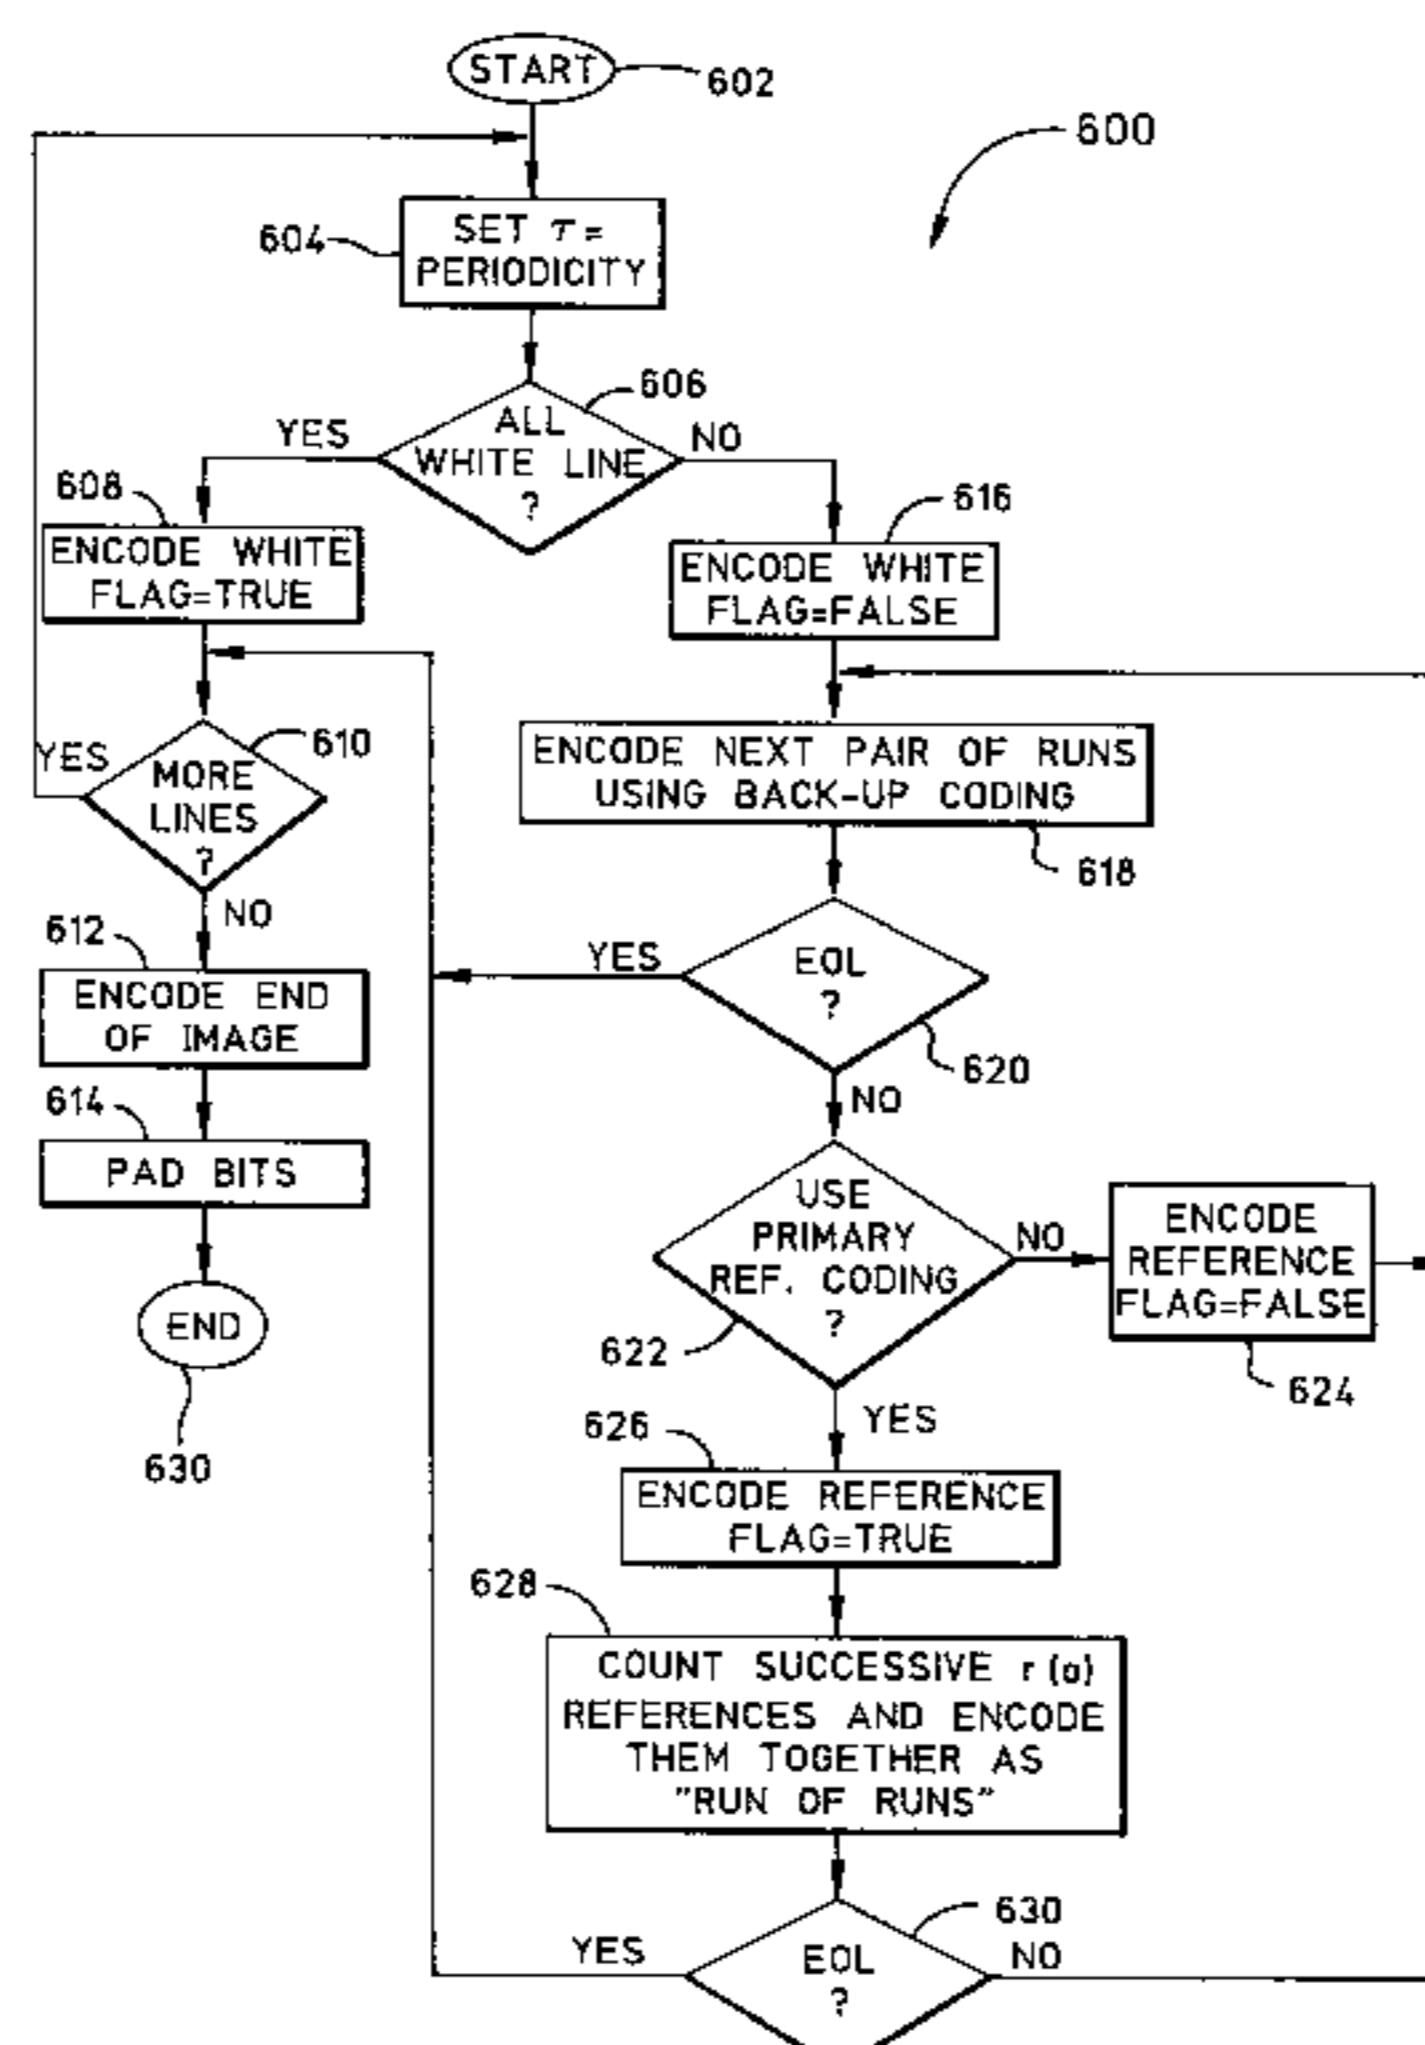 START
602
600
604
SET τ =
PERIODICITY
606
ALL
WHITE LINE
?
YES
NO
608
ENCODE WHITE
FLAG=TRUE
616
ENCODE WHITE
FLAG=FALSE
610
YES
MORE
LINES
?
NO
ENCODE NEXT PAIR OF RUNS
USING BACK-UP CODING
618
612
ENCODE END
OF IMAGE
YES
EOL
?
620
NO
614
PAD BITS
END
630
USE
PRIMARY
REF. CODING
?
622
NO
ENCODE
REFERENCE
FLAG=FALSE
624
YES
626
ENCODE REFERENCE
FLAG=TRUE
628
COUNT SUCCESSIVE r(a)
REFERENCES AND ENCODE
THEM TOGETHER AS
"RUN OF RUNS"
630
YES
EOL
?
NO